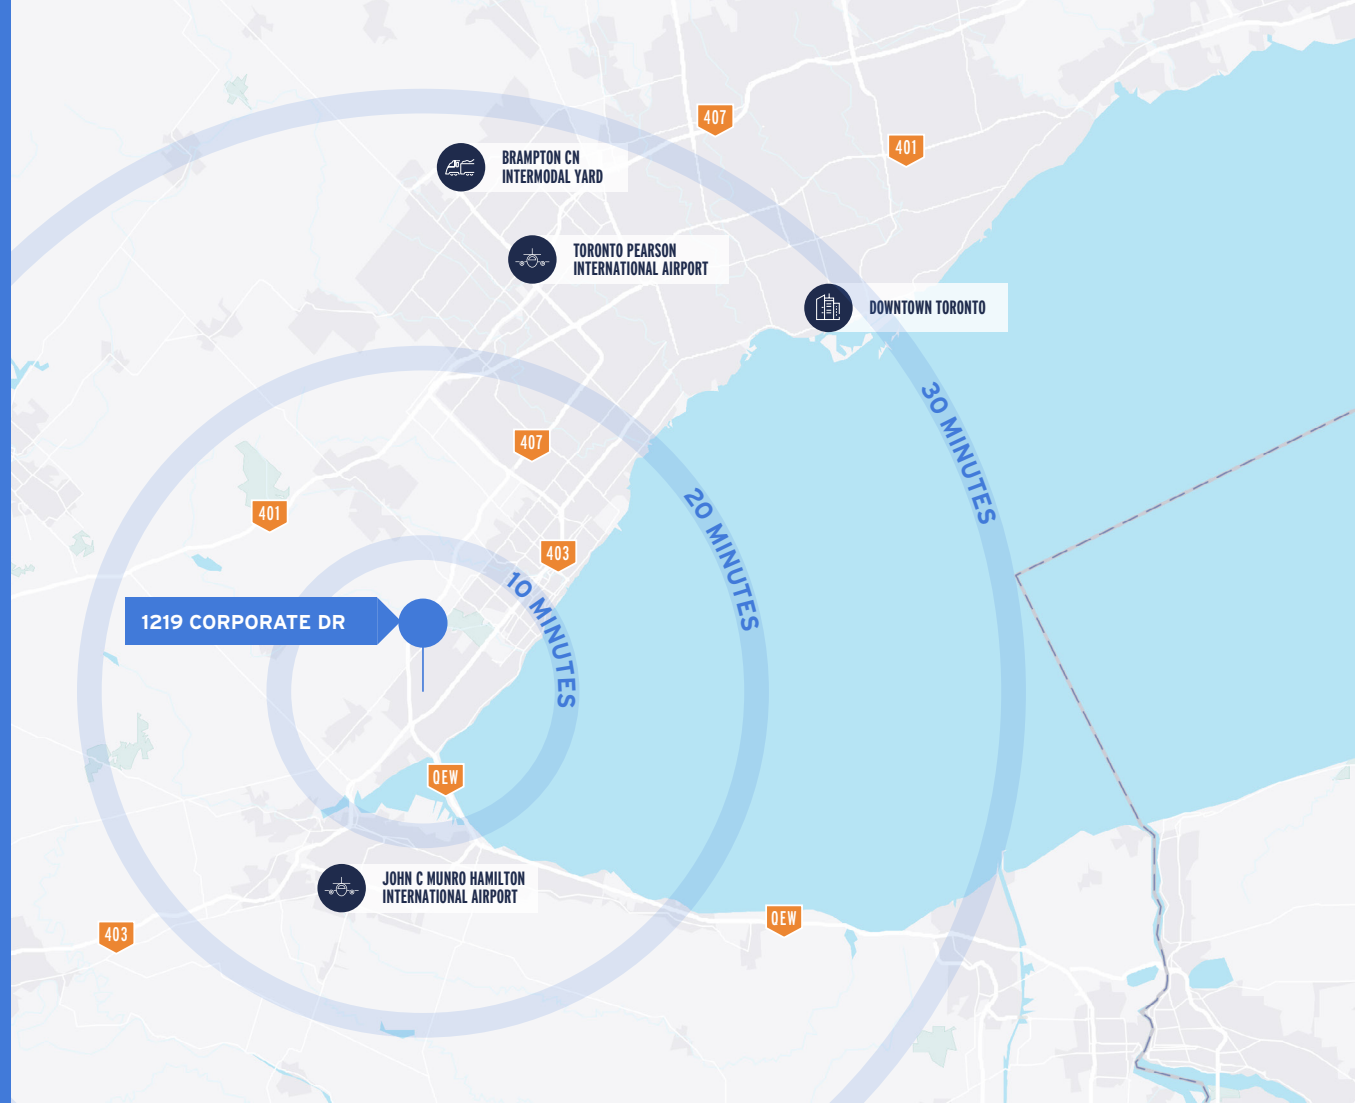 407
401
BRAMPTON CN
INTERMODAL YARD
TORONTO PEARSON
INTERNATIONAL AIRPORT
DOWNTOWN TORONTO
30 MINUTES
407
20 MINUTES
401
403
10 MINUTES
1219 CORPORATE DR
QEW
JOHN C MUNRO HAMILTON
INTERNATIONAL AIRPORT
QEW
403